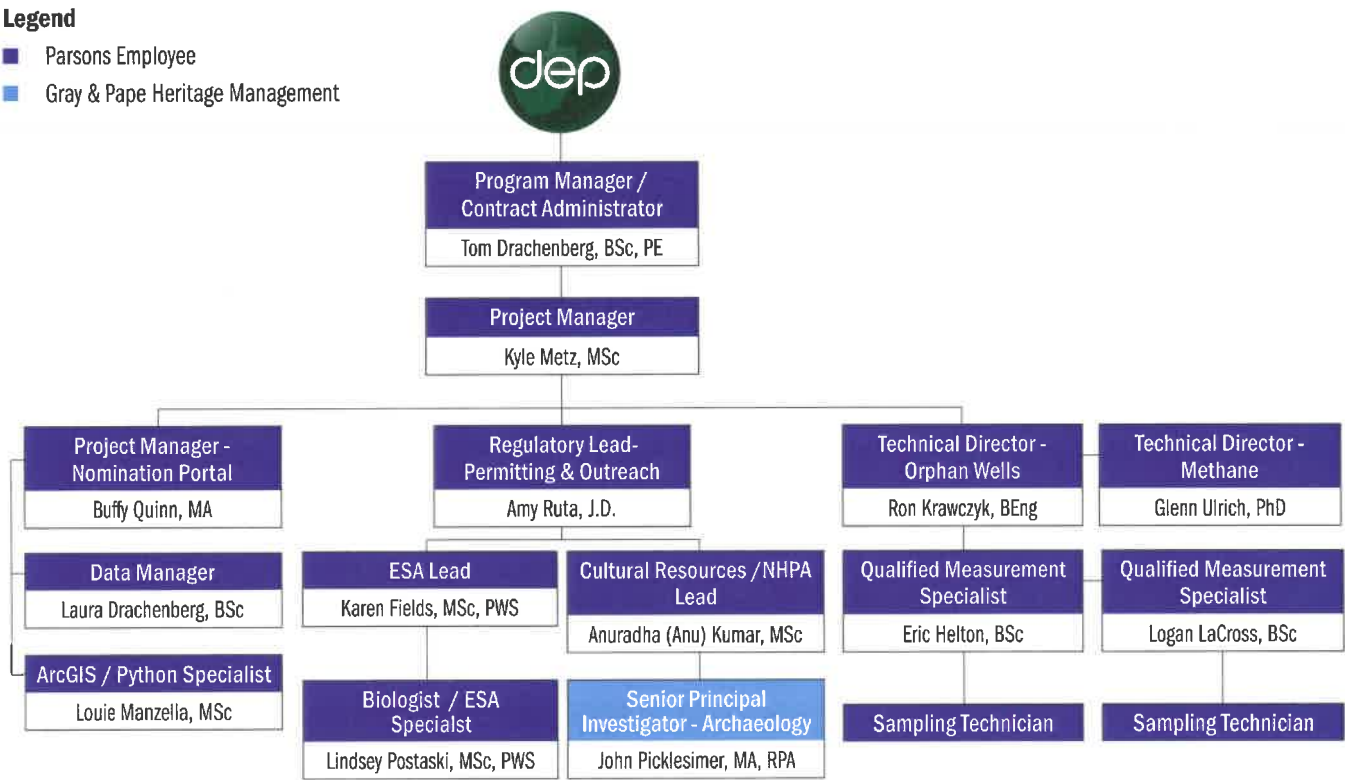 Legend
Parsons Employee
Gray & Pape Heritage Management
dep
Program Manager /
Contract Administrator
Tom Drachenberg, BSc, PE
Project Manager
Kyle Metz, MSc
Project Manager -
Nomination Portal
Buffy Quinn, MA
Regulatory Lead-
Permitting & Outreach
Amy Ruta, J.D.
Technical Director -
Orphan Wells
Ron Krawczyk, BEng
Technical Director -
Methane
Glenn Ulrich, PhD
Data Manager
Laura Drachenberg, BSc
ESA Lead
Karen Fields, MSc, PWS
Cultural Resources / NHPA
Lead
Anuradha (Anu) Kumar, MSc
Qualified Measurement
Specialist
Eric Helton, BSc
Qualified Measurement
Specialist
Logan LaCross, BSc
ArcGIS / Python Specialist
Louie Manzella, MSc
Biologist / ESA
Specialst
Lindsey Postaski, MSc, PWS
Senior Principal
Investigator - Archaeology
John Picklesimer, MA, RPA
Sampling Technician
Sampling Technician